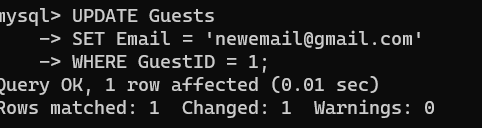 mysql> UPDATE Guests
-> SET Email = 'newemail@gmail.com'
-> WHERE GuestID = 1;
Query OK, 1 row affected (0.01 sec)
Rows matched: 1  Changed: 1  Warnings: 0